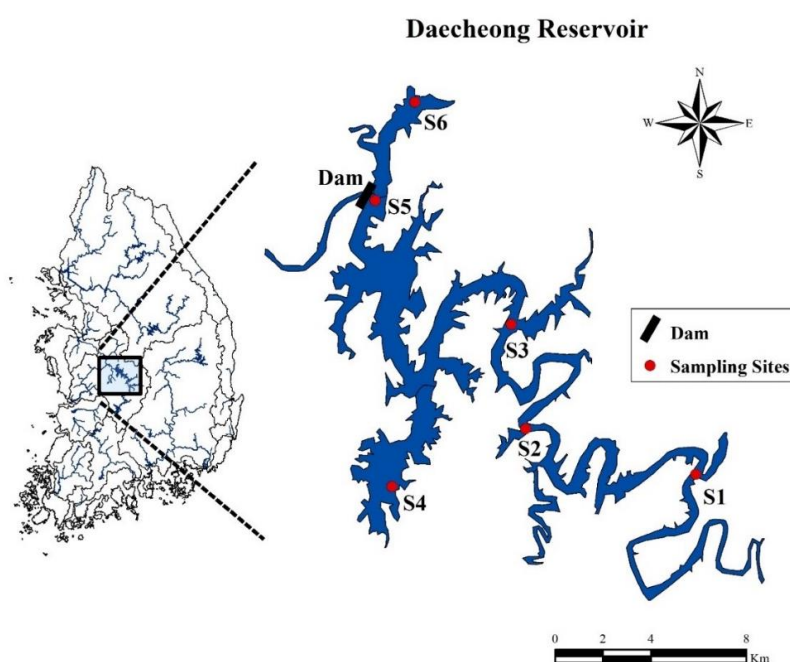 Daecheong Reservoir
N
W E
S
S6
Dam
S5
S3
Dam
Sampling Sites
S2
S1
S4
0 2 4 8
Km